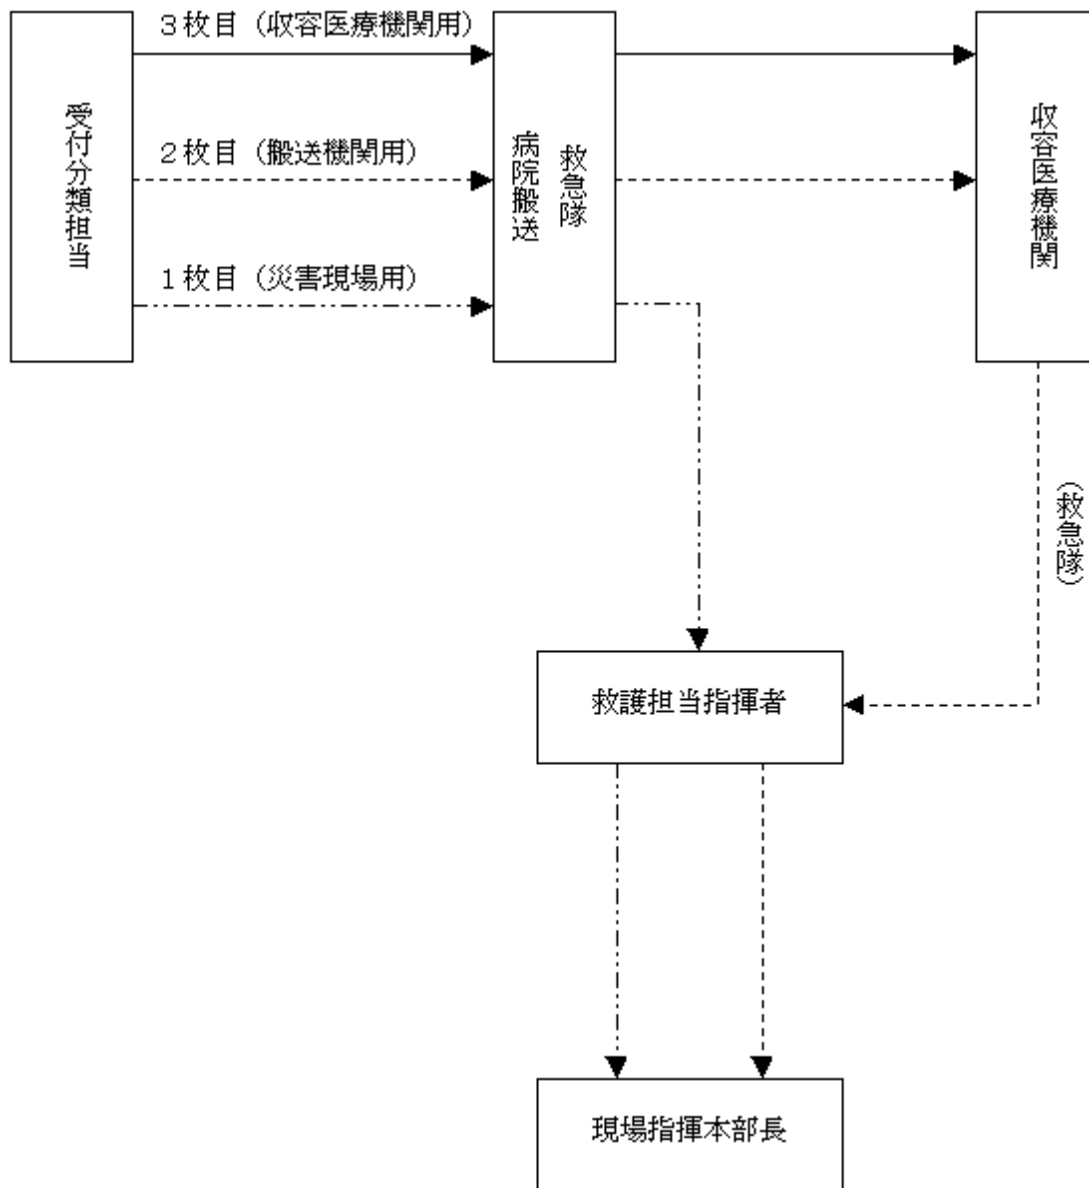 3枚目（収容医療機関用）
2枚目（搬送機関用）
1枚目（災害現場用）
受付分類担当
救急隊
病院搬送
収容医療機関
（救急隊）
救護担当指揮者
現場指揮本部長